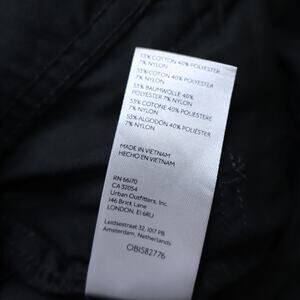 53% COTTON 40% POLYESTER
7% NYLON
53% COTON 40% POLYESTER
7% NYLON
53% BAUMWOLLE 40%
POLYESTER 7% NYLON
53% COTONE 40% POLIESTERE
7% NYLON
53% ALGODÓN 40% POLIÉSTER
7% NYLON
MADE IN VIETNAM
HECHO EN VIETNAM
RN 66170
CA 32054
Urban Outfitters, Inc.
146 Brick Lane
LONDON, E1 6RU
Leidsestraat 32, 1017 PB
Amsterdam, Netherlands
OB1582776